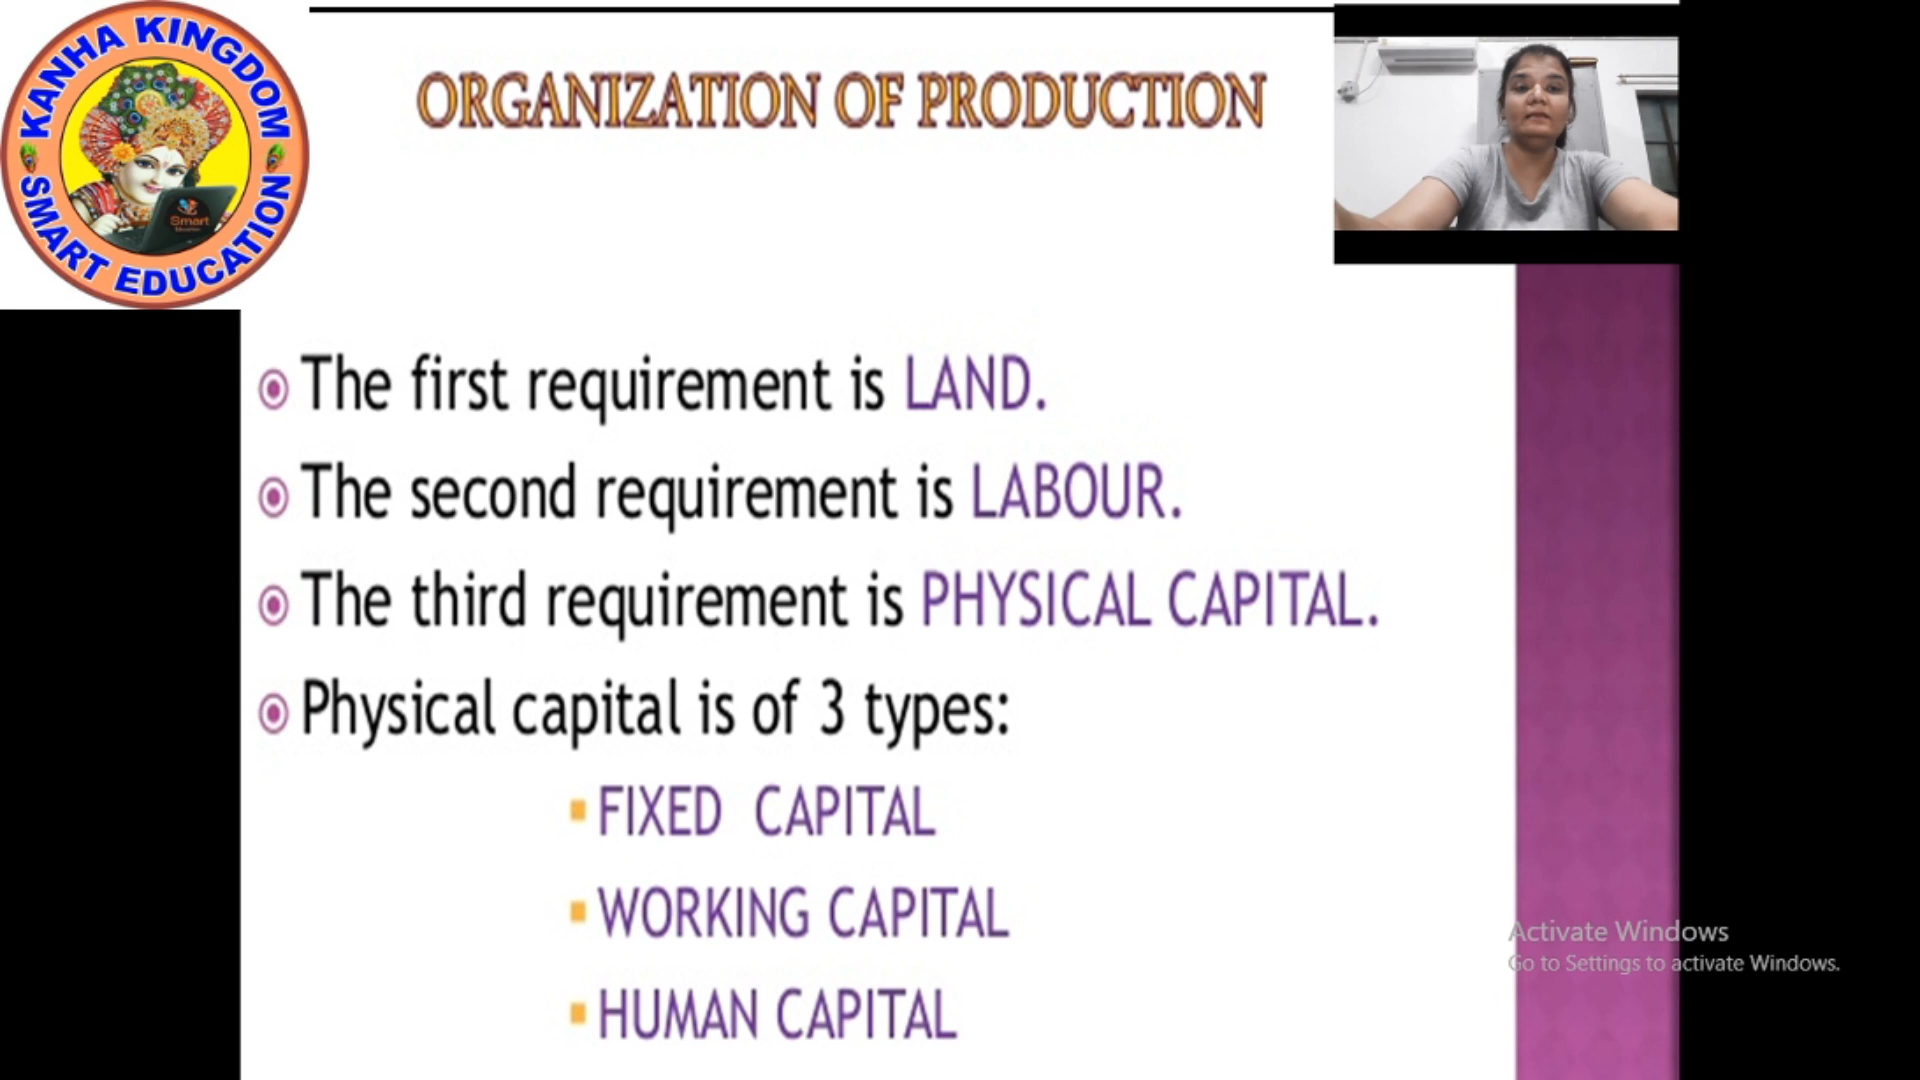 KANHA KINGDOM
SMART EDUCATION
Smart
ORGANIZATION OF PRODUCTION
The first requirement is LAND.
The second requirement is LABOUR.
The third requirement is PHYSICAL CAPITAL.
Physical capital is of 3 types:
FIXED CAPITAL
WORKING CAPITAL
HUMAN CAPITAL
Activate Windows
Go to Settings to activate Windows.